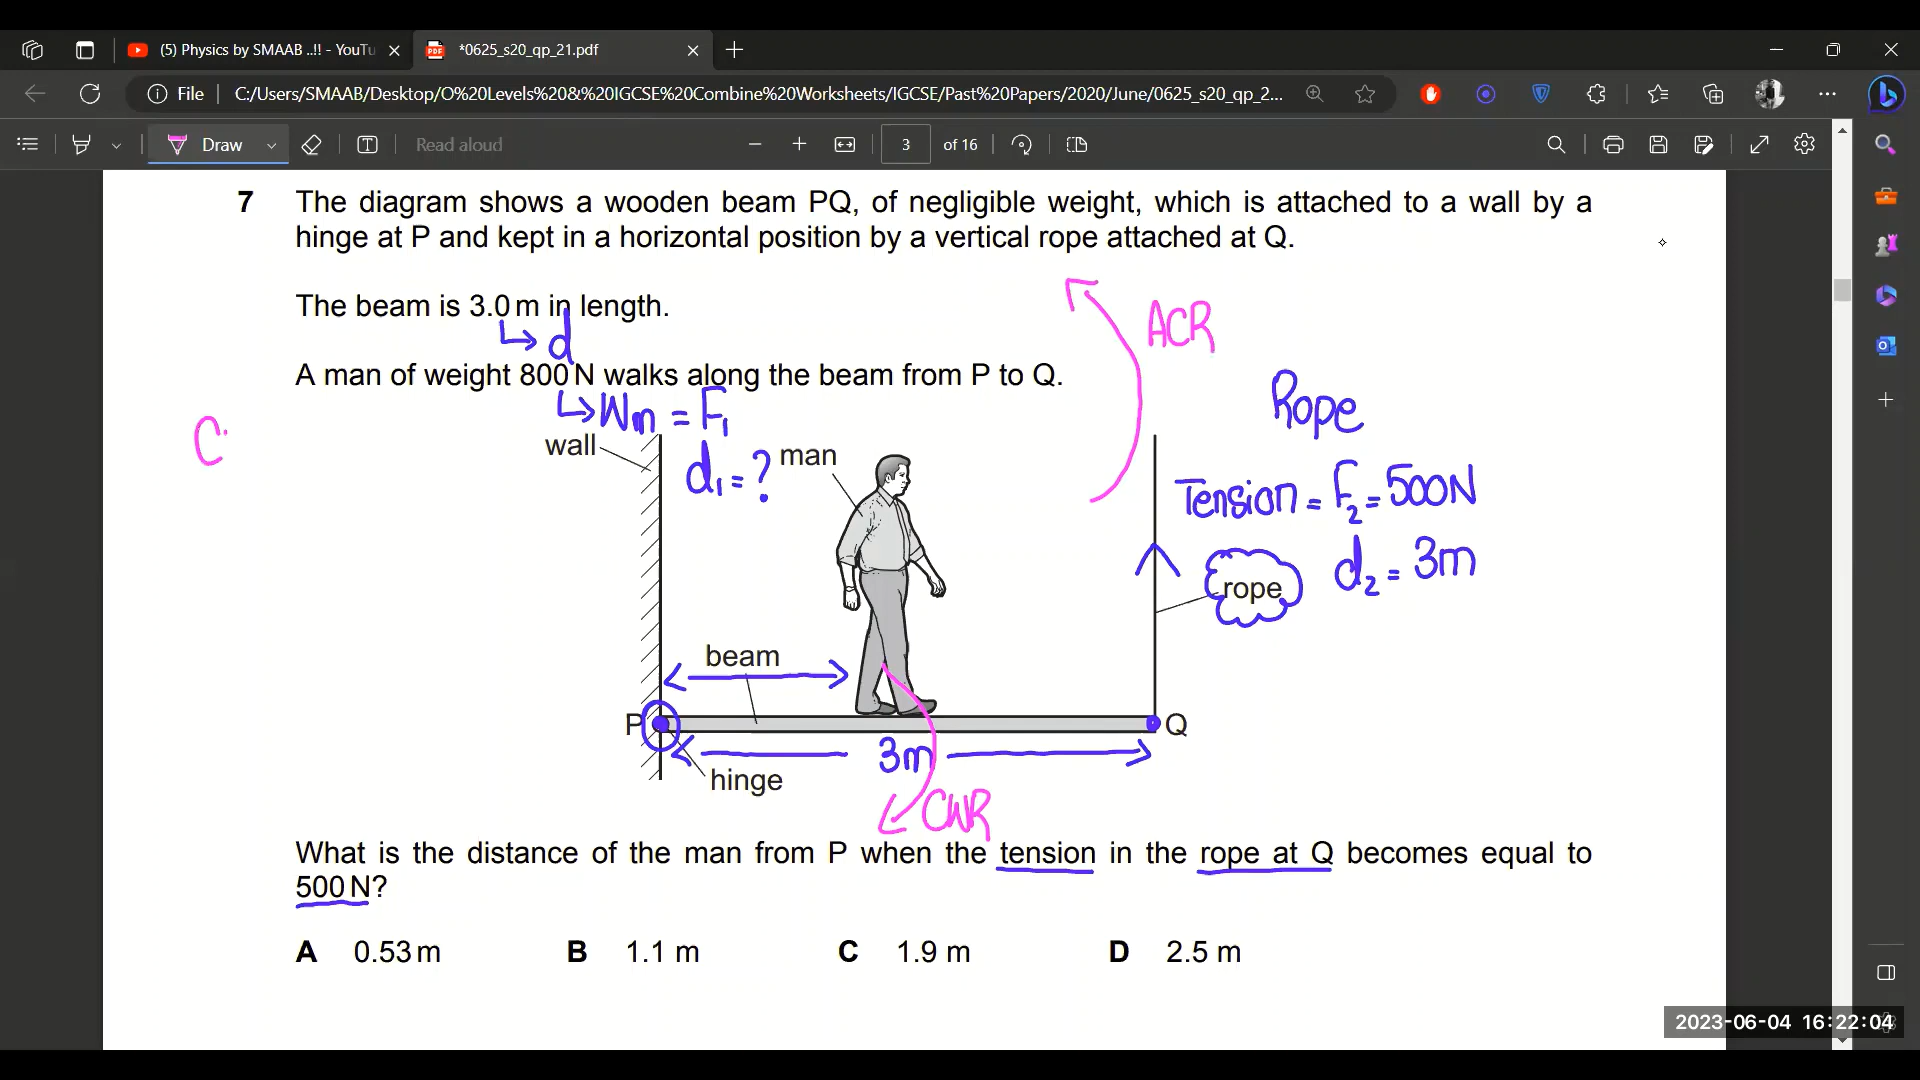 (5) Physics by SMAAB ..!! - YouTu
*0625_s20_qp_21.pdf
File
C:/Users/SMAAB/Desktop/O%20Levels%20&%20IGCSE%20Combine%20Worksheets/IGCSE/Past%20Papers/2020/June/0625_s20_qp_2...
Draw
Read aloud
3 of 16
7 The diagram shows a wooden beam PQ, of negligible weight, which is attached to a wall by a
hinge at P and kept in a horizontal position by a vertical rope attached at Q.
The beam is 3.0 m in length.
d
ACR
A man of weight 800 N walks along the beam from P to Q.
Wm = F₁
Rope
C
wall
d₁ = ?
man
Tension = F₂ = 500N
d₂ = 3m
rope
beam
P
Q
3m
hinge
CWR
What is the distance of the man from P when the tension in the rope at Q becomes equal to
500 N?
A 0.53 m B 1.1 m C 1.9 m D 2.5 m
2023-06-04 16:22:04